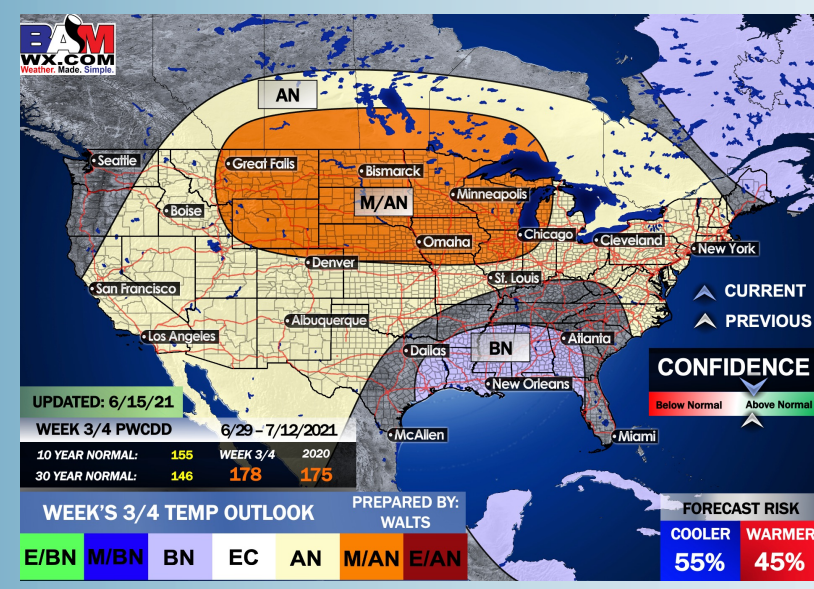 BAM
WX.COM
Weather. Made. Simple.
AN
Seattle
Great Falls
Bismarck
Minneapolis
M/AN
Boise
Omaha
Chicago
Cleveland
New York
Denver
San Francisco
St. Louis
CURRENT
PREVIOUS
Albuquerque
Los Angeles
Dallas
BN
Atlanta
New Orleans
McAllen
Miami
CONFIDENCE
Below Normal Above Normal
UPDATED: 6/15/21
WEEK 3/4 PWCDD 6/29 – 7/12/2021
10 YEAR NORMAL: 155 WEEK 3/4 2020
30 YEAR NORMAL: 146 178 175
WEEK'S 3/4 TEMP OUTLOOK
PREPARED BY:
WALTS
E/BN M/BN BN EC AN M/AN E/AN
FORECAST RISK
COOLER WARMER
55% 45%